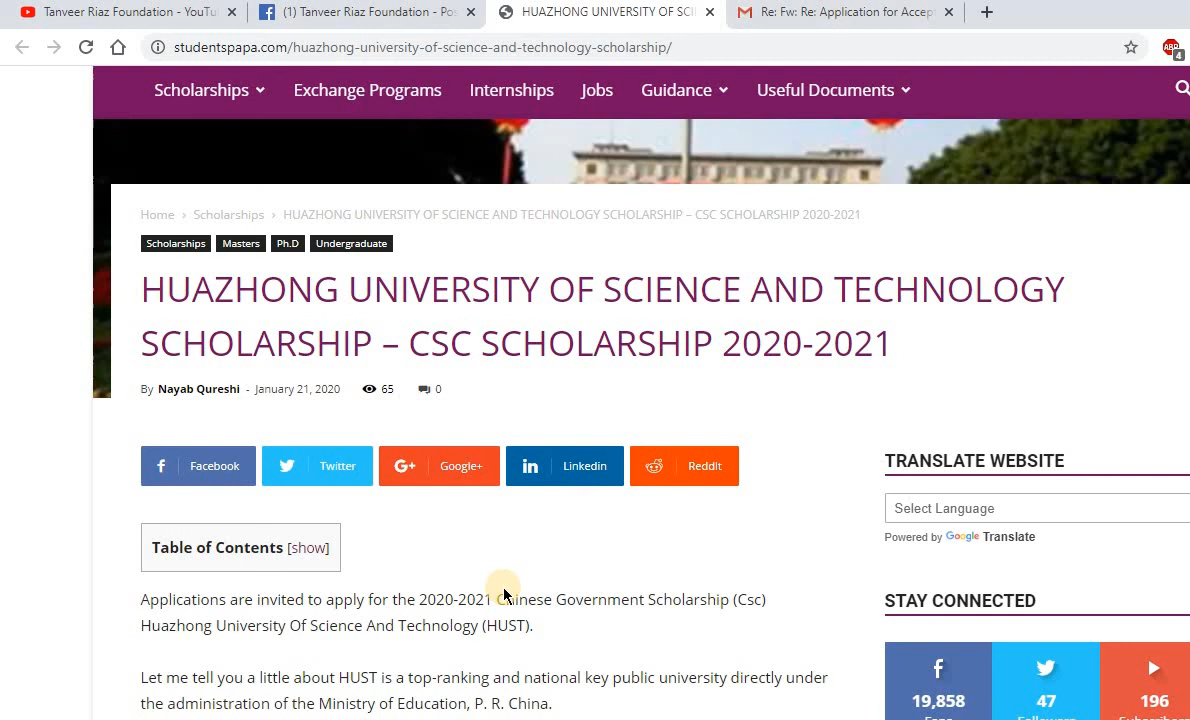 Tanveer Riaz Foundation - YouTu
(1) Tanveer Riaz Foundation - Pos
HUAZHONG UNIVERSITY OF SCI
Re: Fw: Re: Application for Accep
studentspapa.com/huazhong-university-of-science-and-technology-scholarship/
ABP
4
Scholarships Exchange Programs Internships Jobs Guidance Useful Documents
Home › Scholarships › HUAZHONG UNIVERSITY OF SCIENCE AND TECHNOLOGY SCHOLARSHIP – CSC SCHOLARSHIP 2020-2021
Scholarships Masters Ph.D Undergraduate
HUAZHONG UNIVERSITY OF SCIENCE AND TECHNOLOGY
SCHOLARSHIP – CSC SCHOLARSHIP 2020-2021
By Nayab Qureshi - January 21, 2020 65 0
Facebook Twitter Google+ Linkedin ReddIt
TRANSLATE WEBSITE
Select Language
Powered by Google Translate
Table of Contents [show]
Applications are invited to apply for the 2020-2021 Chinese Government Scholarship (Csc)
Huazhong University Of Science And Technology (HUST).
Let me tell you a little about HUST is a top-ranking and national key public university directly under
the administration of the Ministry of Education, P. R. China.
STAY CONNECTED
19,858 47 196